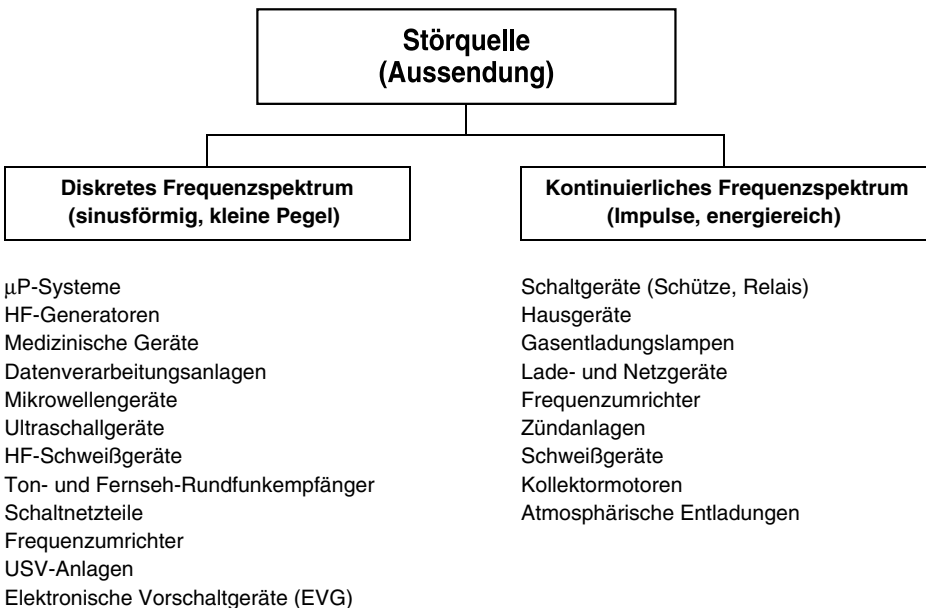 Störquelle
(Aussendung)
Diskretes Frequenzspektrum
(sinusförmig, kleine Pegel)
Kontinuierliches Frequenzspektrum
(Impulse, energiereich)
µP-Systeme
HF-Generatoren
Medizinische Geräte
Datenverarbeitungsanlagen
Mikrowellengeräte
Ultraschallgeräte
HF-Schweißgeräte
Ton- und Fernseh-Rundfunkempfänger
Schaltnetzteile
Frequenzumrichter
USV-Anlagen
Elektronische Vorschaltgeräte (EVG)
Schaltgeräte (Schütze, Relais)
Hausgeräte
Gasentladungslampen
Lade- und Netzgeräte
Frequenzumrichter
Zündanlagen
Schweißgeräte
Kollektormotoren
Atmosphärische Entladungen